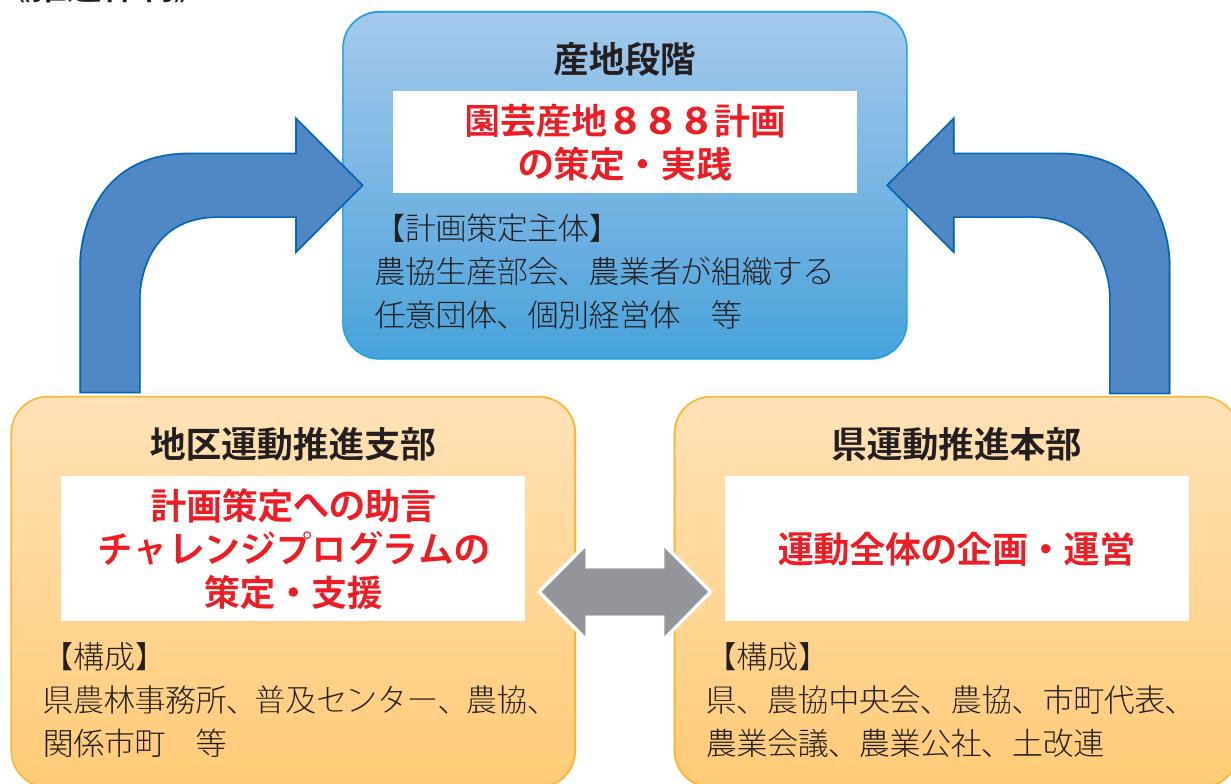 産地段階
園芸産地８８８計画
の策定・実践
【計画策定主体】
農協生産部会、農業者が組織する
任意団体、個別経営体　等
地区運動推進支部
計画策定への助言
チャレンジプログラムの
策定・支援
【構成】
県農林事務所、普及センター、農協、
関係市町　等
県運動推進本部
運動全体の企画・運営
【構成】
県、農協中央会、農協、市町代表、
農業会議、農業公社、土改連